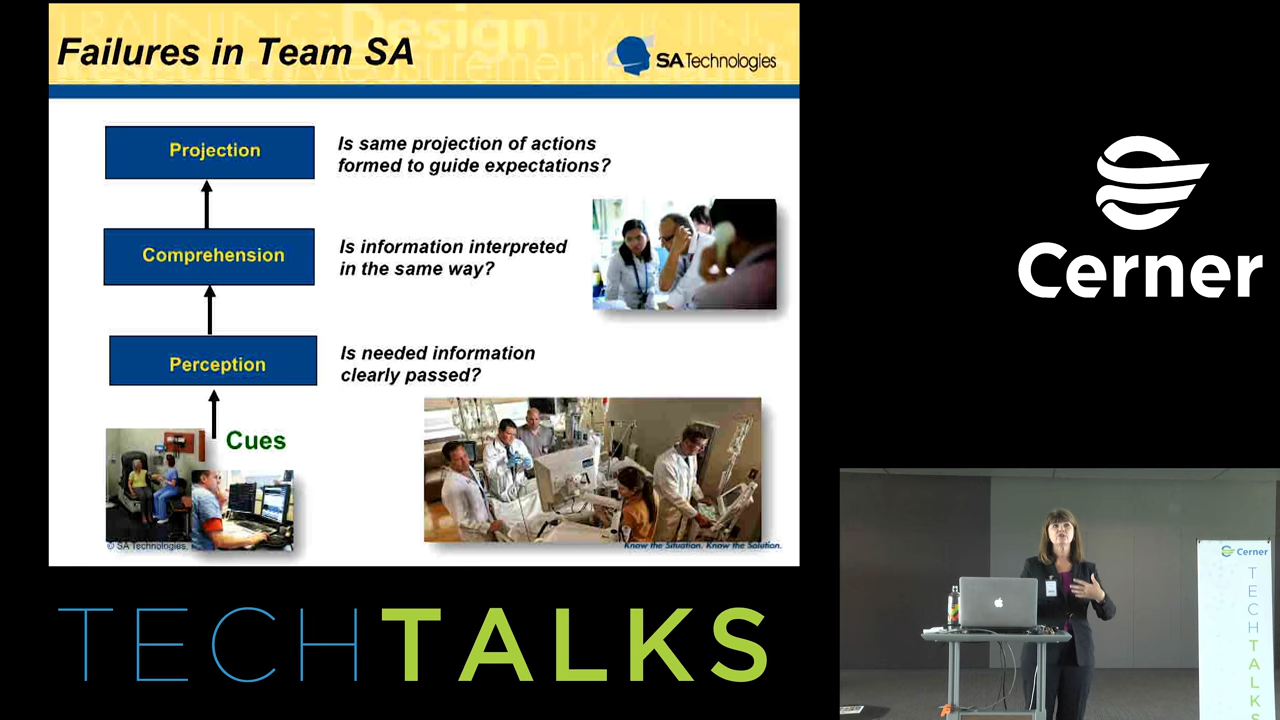 Failures in Team SA
SA Technologies
Projection
Is same projection of actions
formed to guide expectations?
Comprehension
Is information interpreted
in the same way?
Perception
Is needed information
clearly passed?
Cues
© SA Technologies,
Know the Situation. Know the Solution.
Cerner
TECHTALKS
Cerner
TECHTALKS